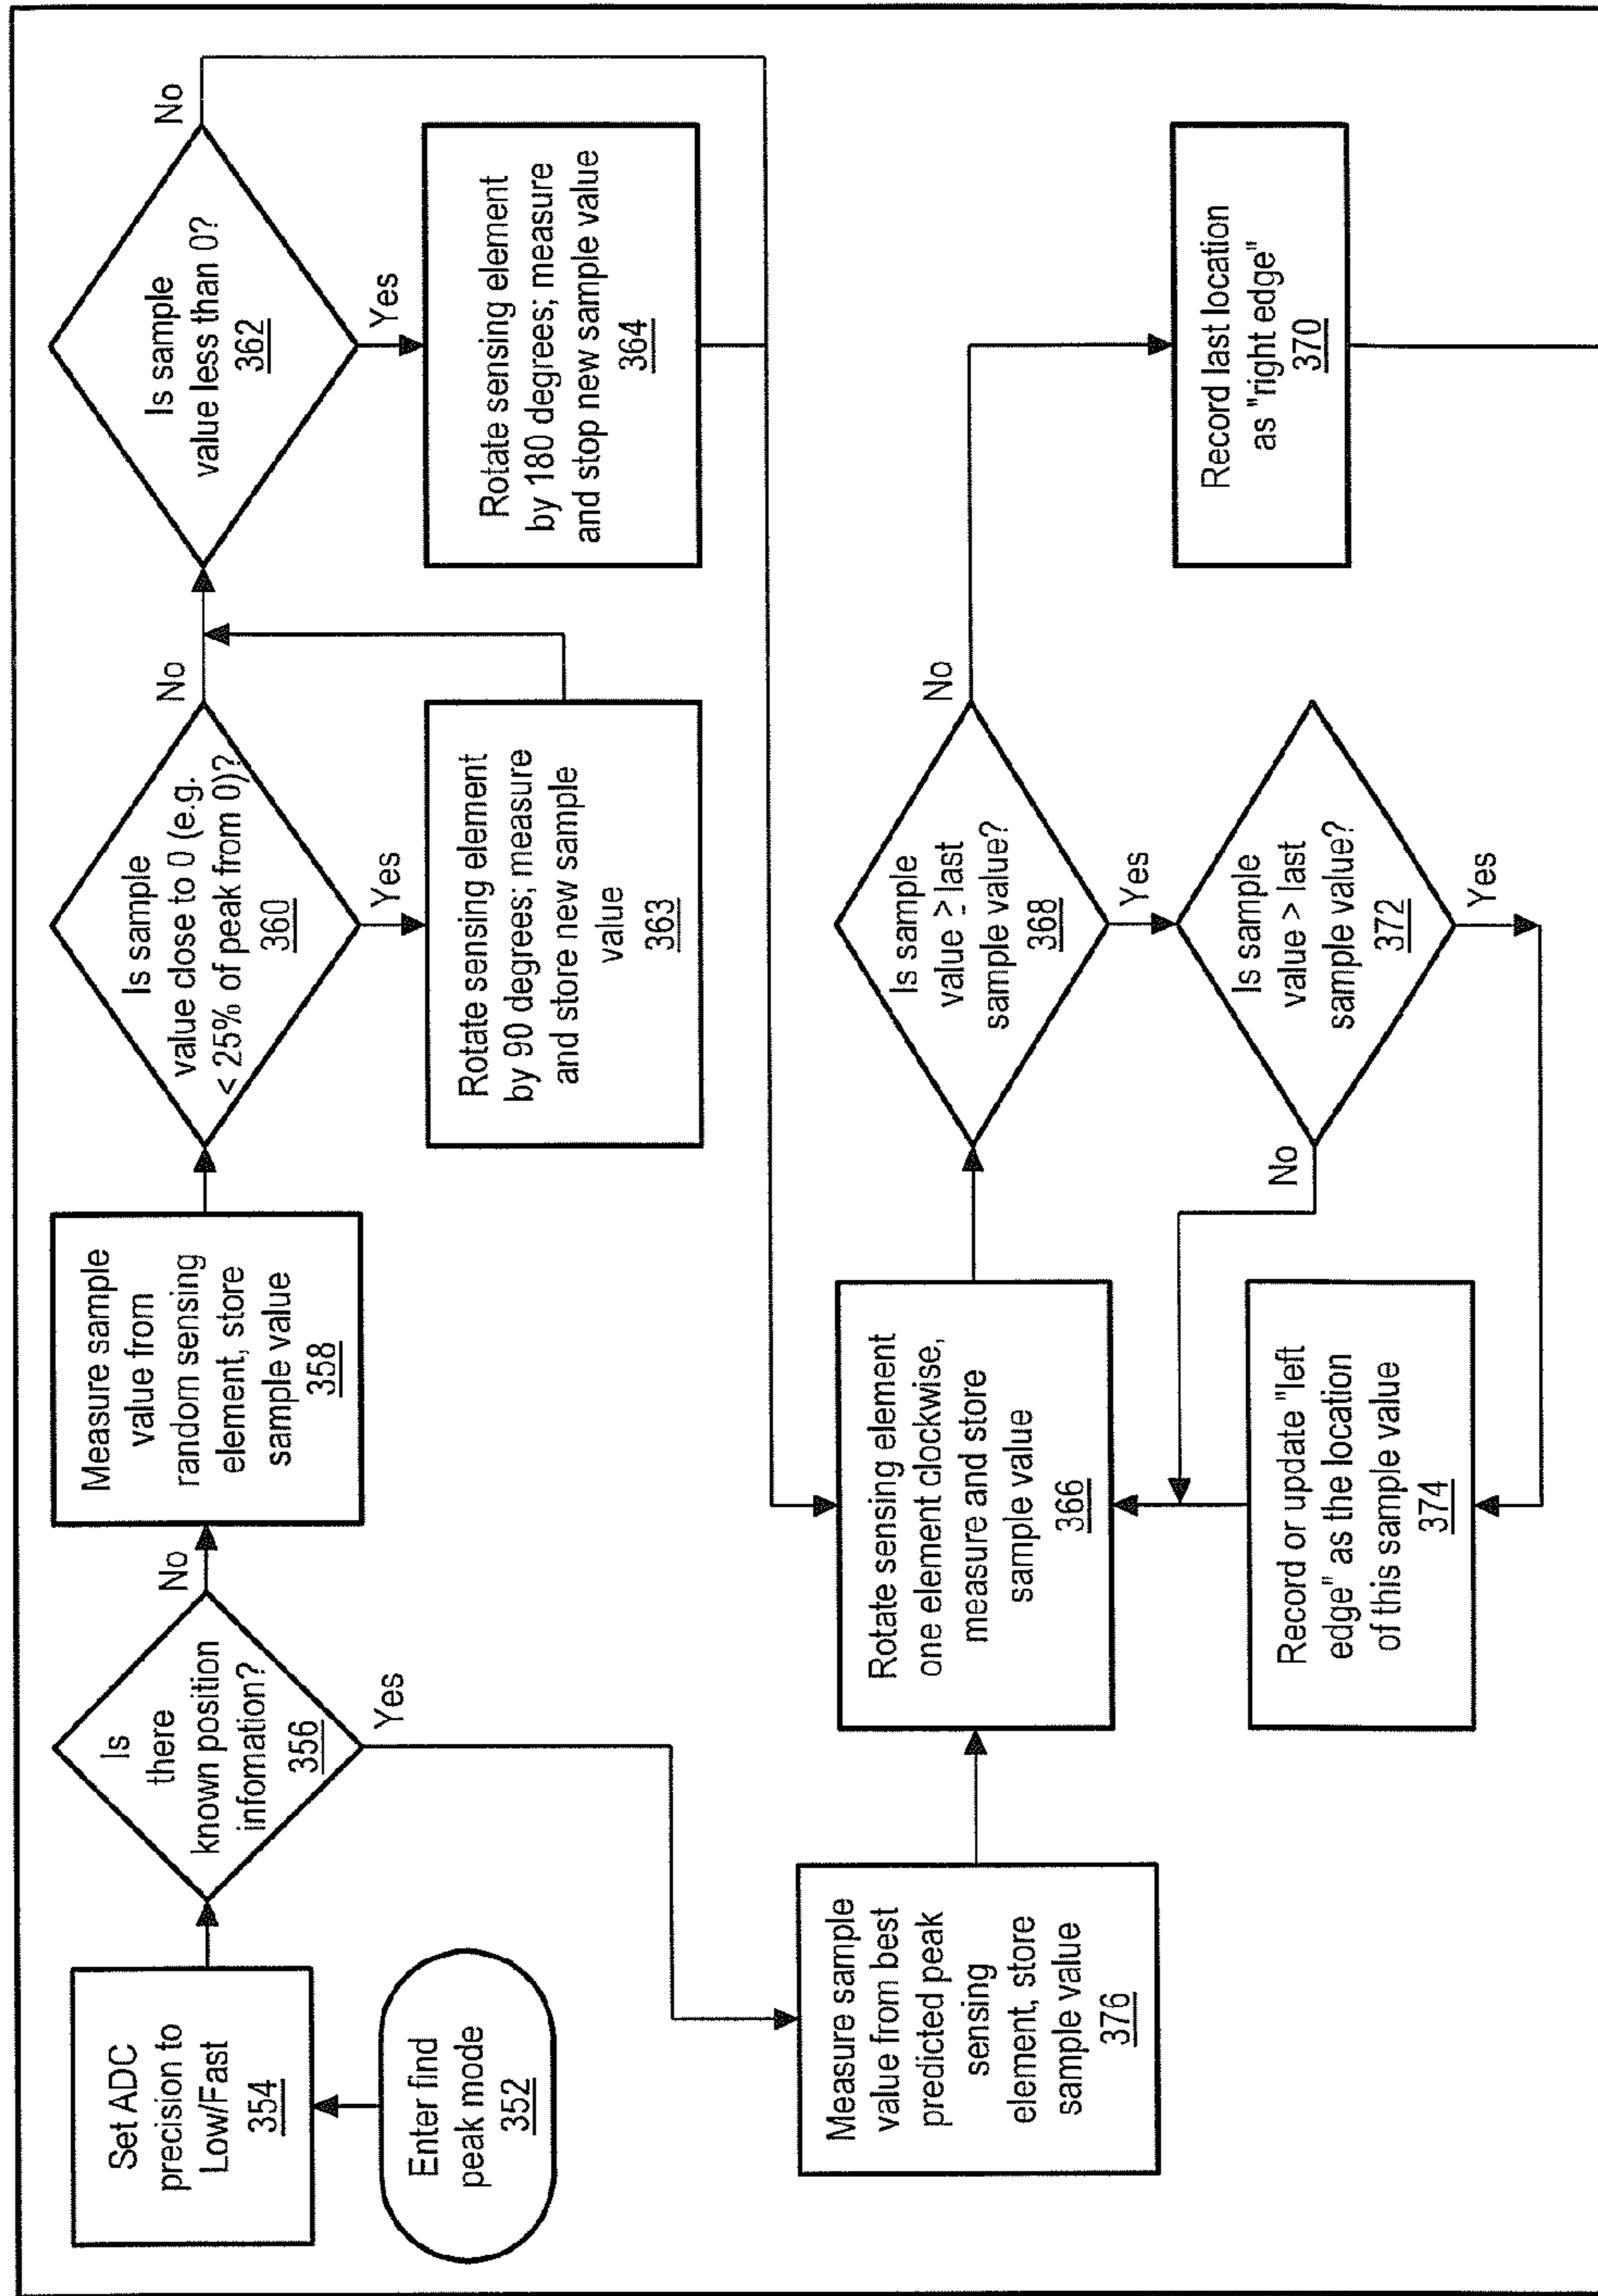 Enter find
peak mode
352
Set ADC
precision to
Low/Fast
354
Is
there
known position
infomation?
356
No
Yes
Measure sample
value from
random sensing
element, store
sample value
358
Is sample
value close to 0 (e.g.
< 25% of peak from 0)?
360
No
Yes
Rotate sensing element
by 90 degrees; measure
and store new sample
value
363
Is sample
value less than 0?
362
No
Yes
Rotate sensing element
by 180 degrees; measure
and stop new sample value
364
Measure sample
value from best
predicted peak
sensing
element, store
sample value
376
Rotate sensing element
one element clockwise,
measure and store
sample value
366
Is sample
value ≥ last
sample value?
368
No
Yes
Record last location
as "right edge"
370
Is sample
value > last
sample value?
372
No
Yes
Record or update "left
edge" as the location
of this sample value
374